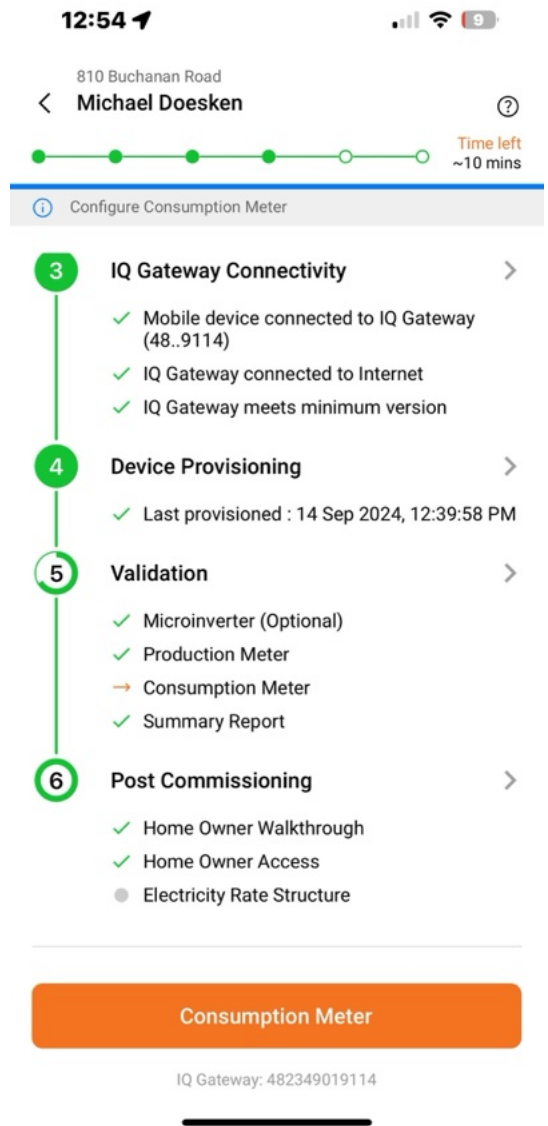 12:54
9
810 Buchanan Road
Michael Doesken
Time left
~10 mins
Configure Consumption Meter
3
IQ Gateway Connectivity
Mobile device connected to IQ Gateway
(48..9114)
IQ Gateway connected to Internet
IQ Gateway meets minimum version
4
Device Provisioning
Last provisioned : 14 Sep 2024, 12:39:58 PM
5
Validation
Microinverter (Optional)
Production Meter
Consumption Meter
Summary Report
6
Post Commissioning
Home Owner Walkthrough
Home Owner Access
Electricity Rate Structure
Consumption Meter
IQ Gateway: 482349019114